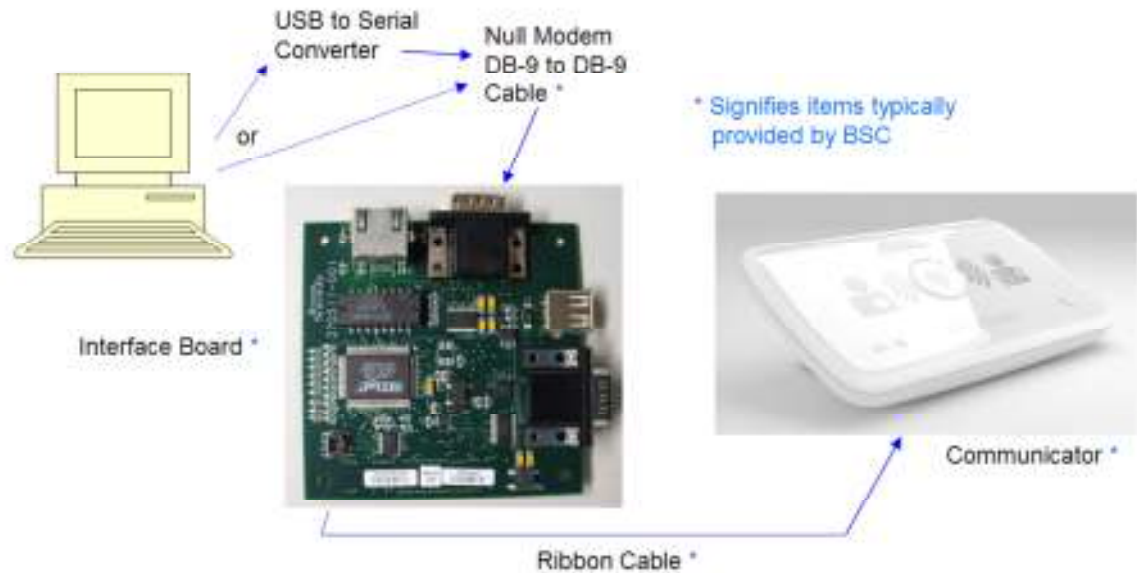 USB to Serial
Converter
Null Modem
DB-9 to DB-9
Cable *
or
* Signifies items typically
provided by BSC
Interface Board *
Communicator *
Ribbon Cable *